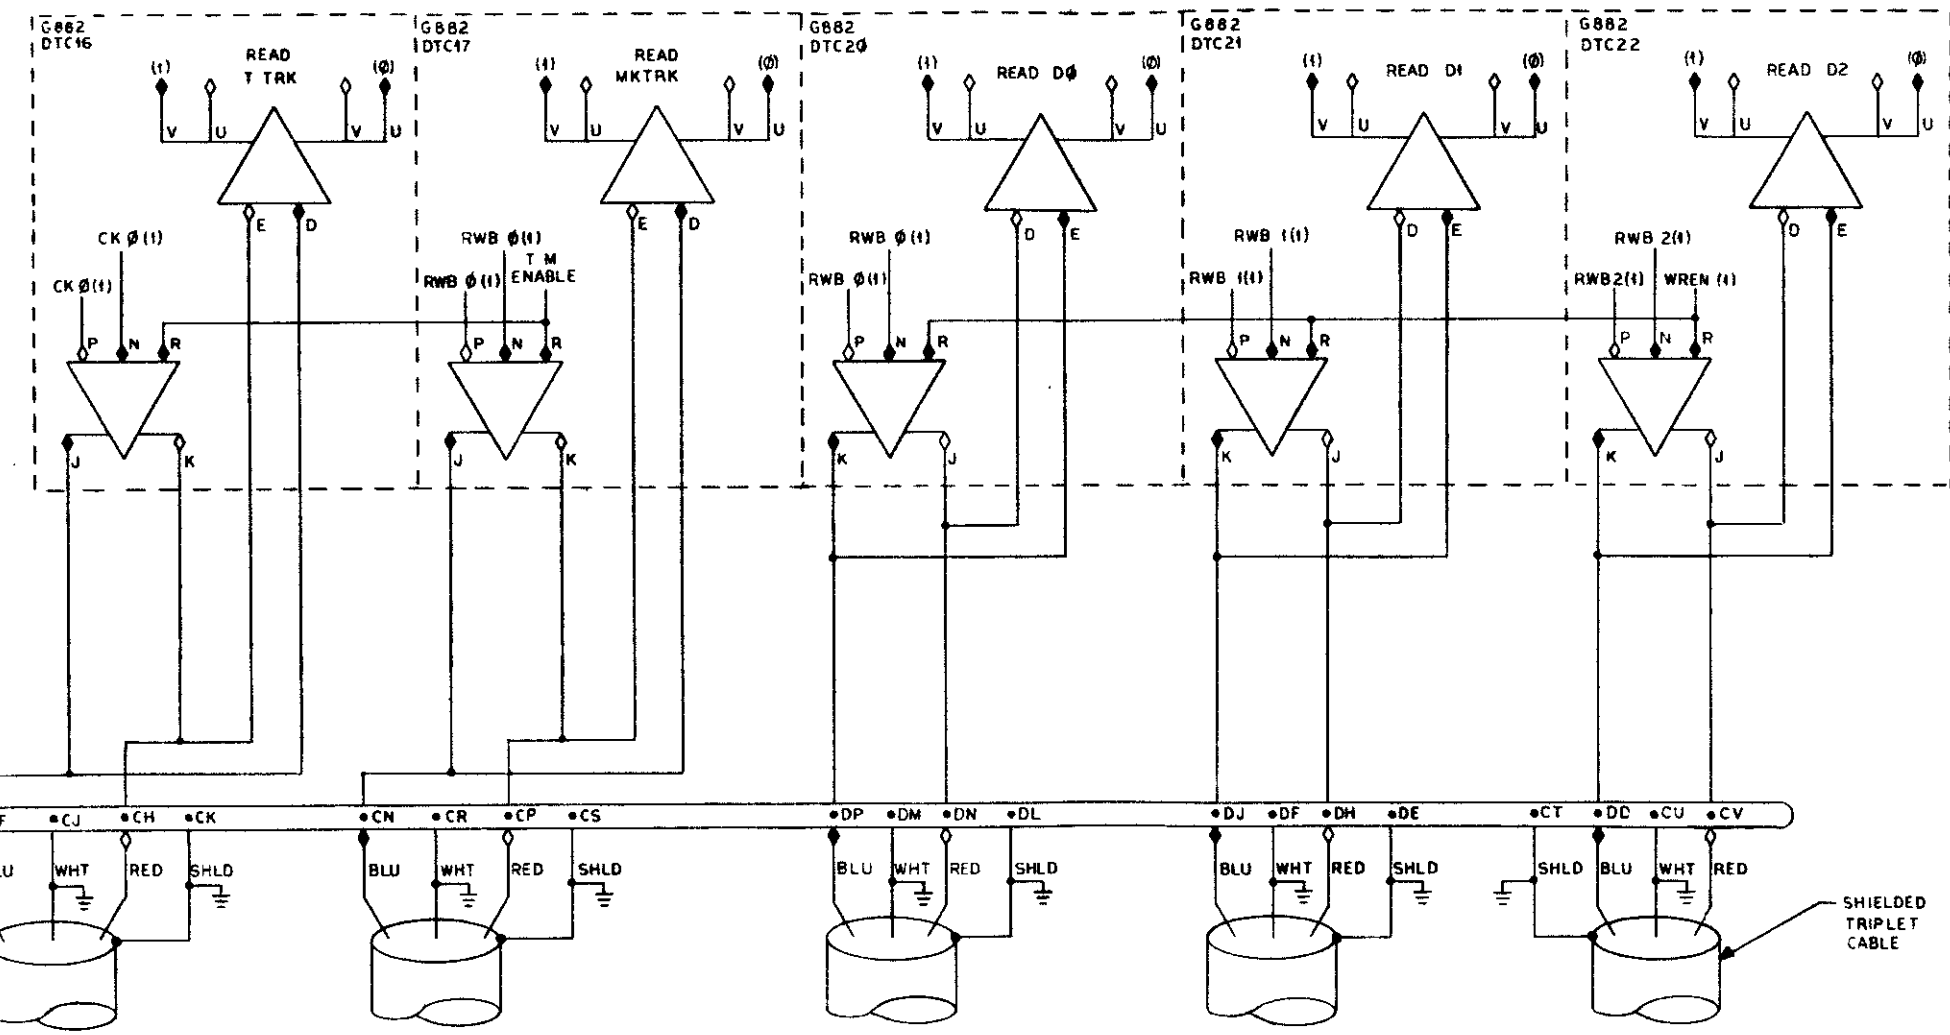 G882 G882 G882 G882 G882
DTC16 DTC17 DTC2Ø DTC21 DTC22
READ READ
T TRK MKTRK READ DØ READ D1 READ D2
(1) (Ø) (1) (Ø) (1) (Ø) (1) (Ø) (1) (Ø)
V U V U V U V U V U V U V U V U V U V U
E D E D D E D E D E
CK Ø(1) RWB Ø(1) RWB Ø(1) RWB 1(1) RWB 2(1)
T M
ENABLE
CK Ø(1) RWB Ø(1) RWB Ø(1) RWB 1(1) RWB2(1) WREN (1)
P N R P N R P N R P N R P N R
J K J K K J K J K J
F CJ CH CK CN CR CP CS DP DM DN DL DJ DF DH DE CT DD CU CV
LU WHT RED SHLD BLU WHT RED SHLD BLU WHT RED SHLD BLU WHT RED SHLD SHLD BLU WHT RED
SHIELDED
TRIPLET
CABLE